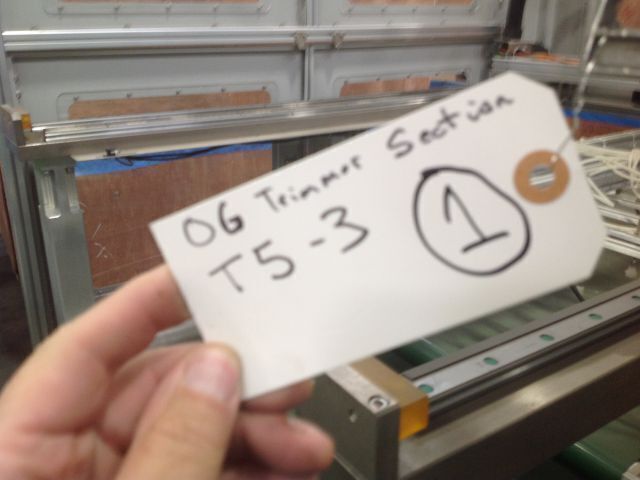 OG Trimmer Section
T5-3
1